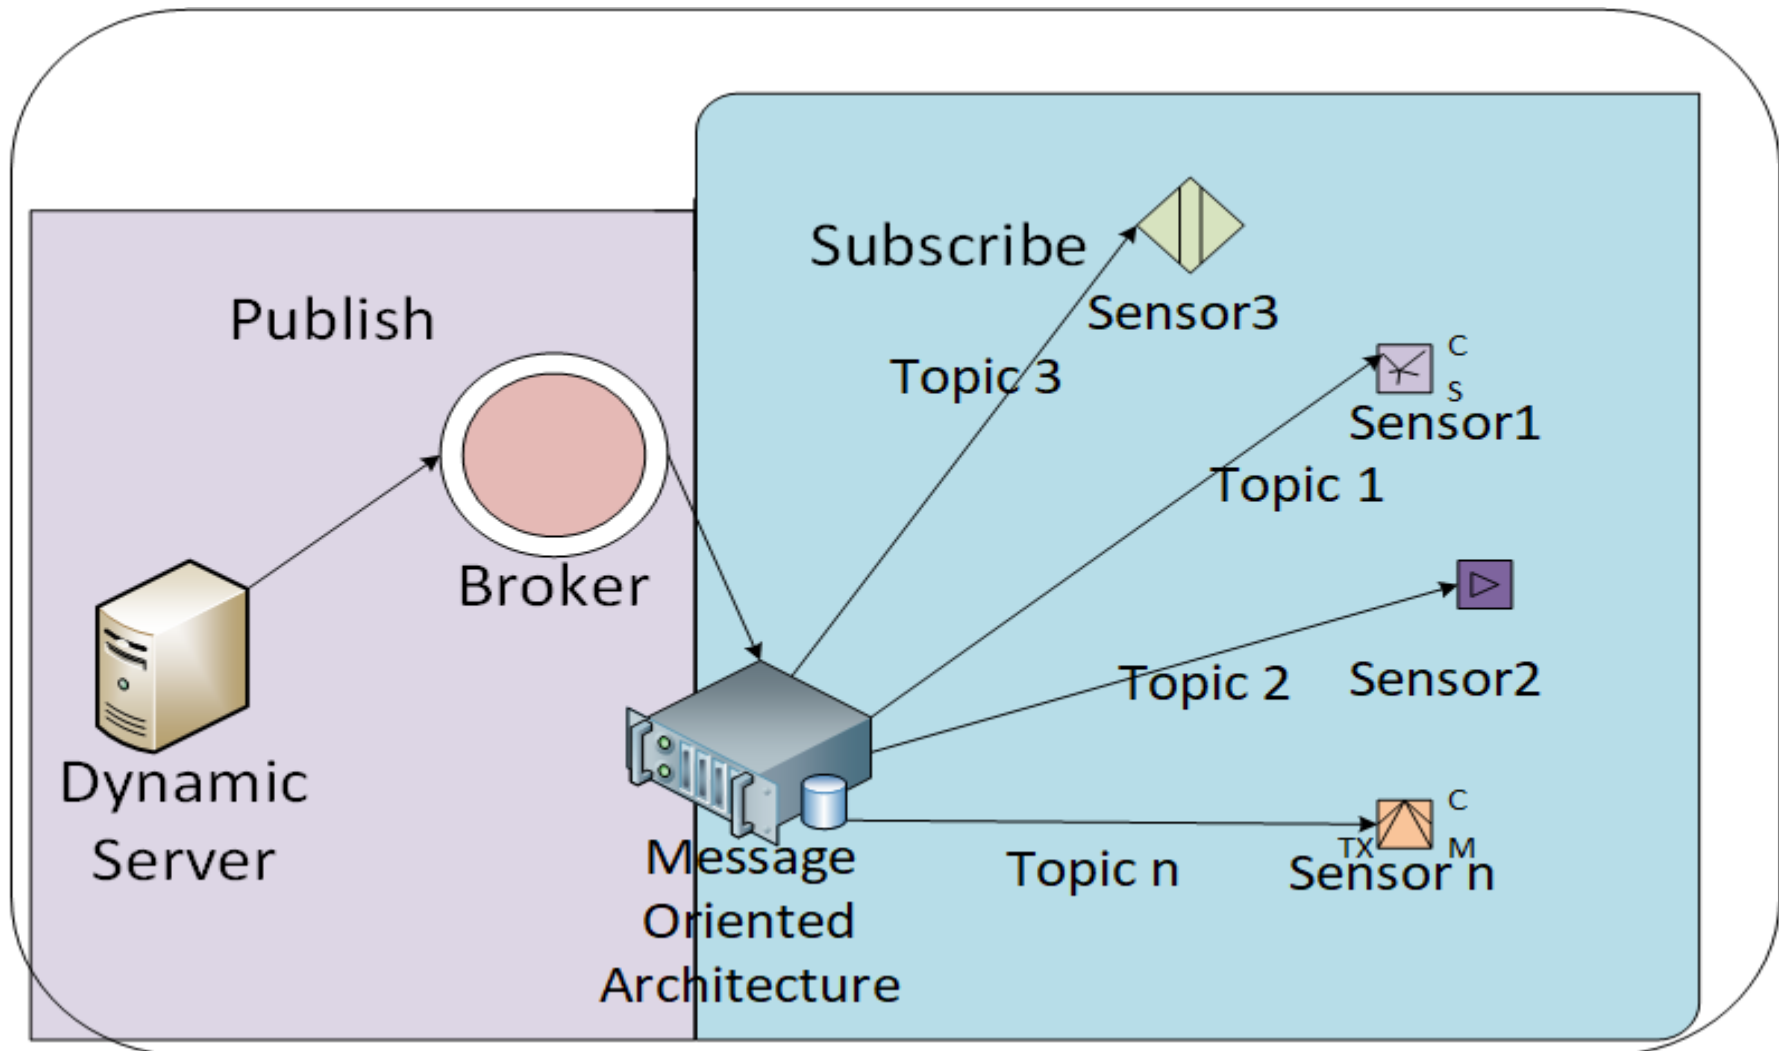 Publish
Broker
Dynamic
Server
Subscribe
Sensor3
Topic 3
C
S
Sensor1
Topic 1
Topic 2
Sensor2
C
TX
M
Topic n
Sensor n
Message
Oriented
Architecture